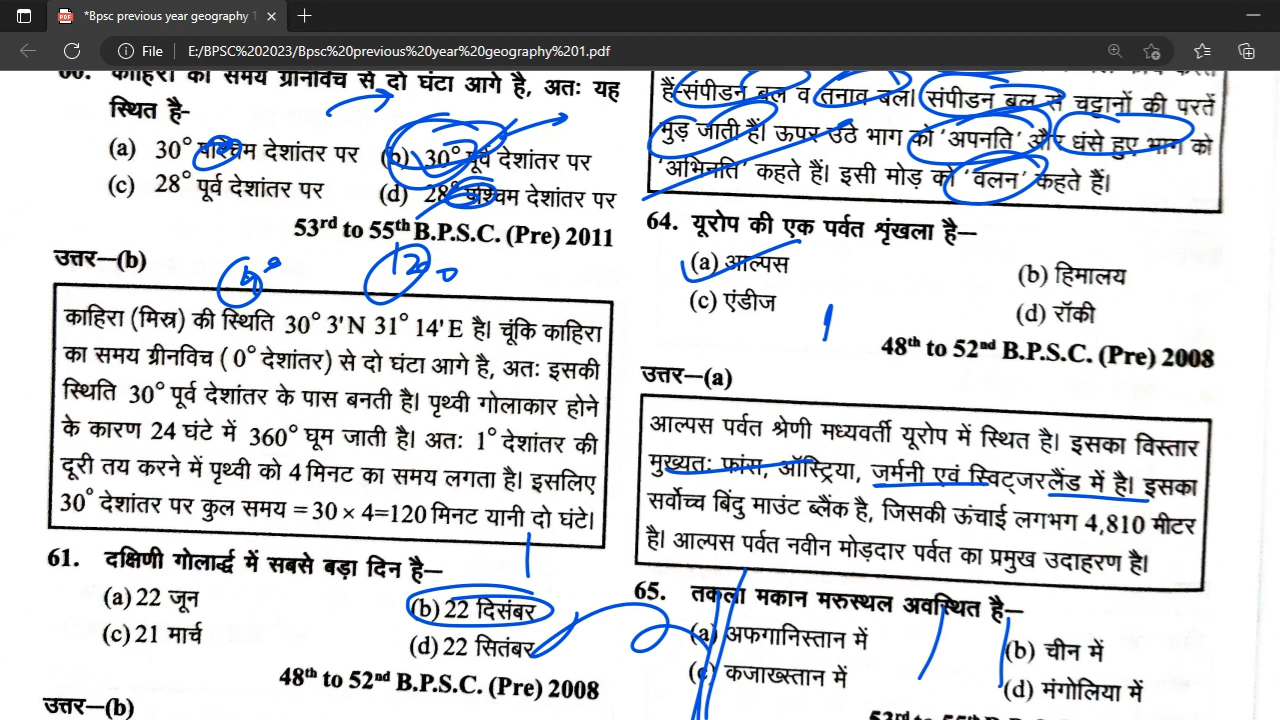 *Bpsc previous year geography 1
File E:/BPSC%202023/Bpsc%20previous%20year%20geography%201.pdf
60. काहिरा का समय ग्रीनविच से दो घंटा आगे है, अतः यह
स्थित है-
(a) 30° पश्चिम देशांतर पर (b) 30° पूर्व देशांतर पर
(c) 28° पूर्व देशांतर पर (d) 28° पश्चिम देशांतर पर
53rd to 55th B.P.S.C. (Pre) 2011
उत्तर–(b)
4°
120
काहिरा (मिस्र) की स्थिति 30° 3'N 31° 14'E है। चूंकि काहिरा
का समय ग्रीनविच ( 0° देशांतर) से दो घंटा आगे है, अतः इसकी
स्थिति 30° पूर्व देशांतर के पास बनती है। पृथ्वी गोलाकार होने
के कारण 24 घंटे में 360° घूम जाती है। अतः 1° देशांतर की
दूरी तय करने में पृथ्वी को 4 मिनट का समय लगता है। इसलिए
30° देशांतर पर कुल समय = 30 × 4=120 मिनट यानी दो घंटे।
61. दक्षिणी गोलार्द्ध में सबसे बड़ा दिन है–
(a) 22 जून (b) 22 दिसंबर
(c) 21 मार्च (d) 22 सितंबर
48th to 52nd B.P.S.C. (Pre) 2008
उत्तर–(b)
हैं-संपीडन बल व तनाव बल। संपीडन बल से चट्टानों की परतें
मुड़ जाती हैं। ऊपर उठे भाग को 'अपनति' और धंसे हुए भाग को
'अभिनति' कहते हैं। इसी मोड़ को 'वलन' कहते हैं।
64. यूरोप की एक पर्वत शृंखला है–
(a) आल्पस (b) हिमालय
(c) एंडीज (d) रॉकी
48th to 52nd B.P.S.C. (Pre) 2008
उत्तर–(a)
आल्पस पर्वत श्रेणी मध्यवर्ती यूरोप में स्थित है। इसका विस्तार
मुख्यतः फ्रांस, ऑस्ट्रिया, जर्मनी एवं स्विट्जरलैंड में है। इसका
सर्वोच्च बिंदु माउंट ब्लैंक है, जिसकी ऊंचाई लगभग 4,810 मीटर
है। आल्पस पर्वत नवीन मोड़दार पर्वत का प्रमुख उदाहरण है।
65. तकला मकान मरुस्थल अवस्थित है–
(a) अफगानिस्तान में (b) चीन में
(c) कजाख्स्तान में (d) मंगोलिया में